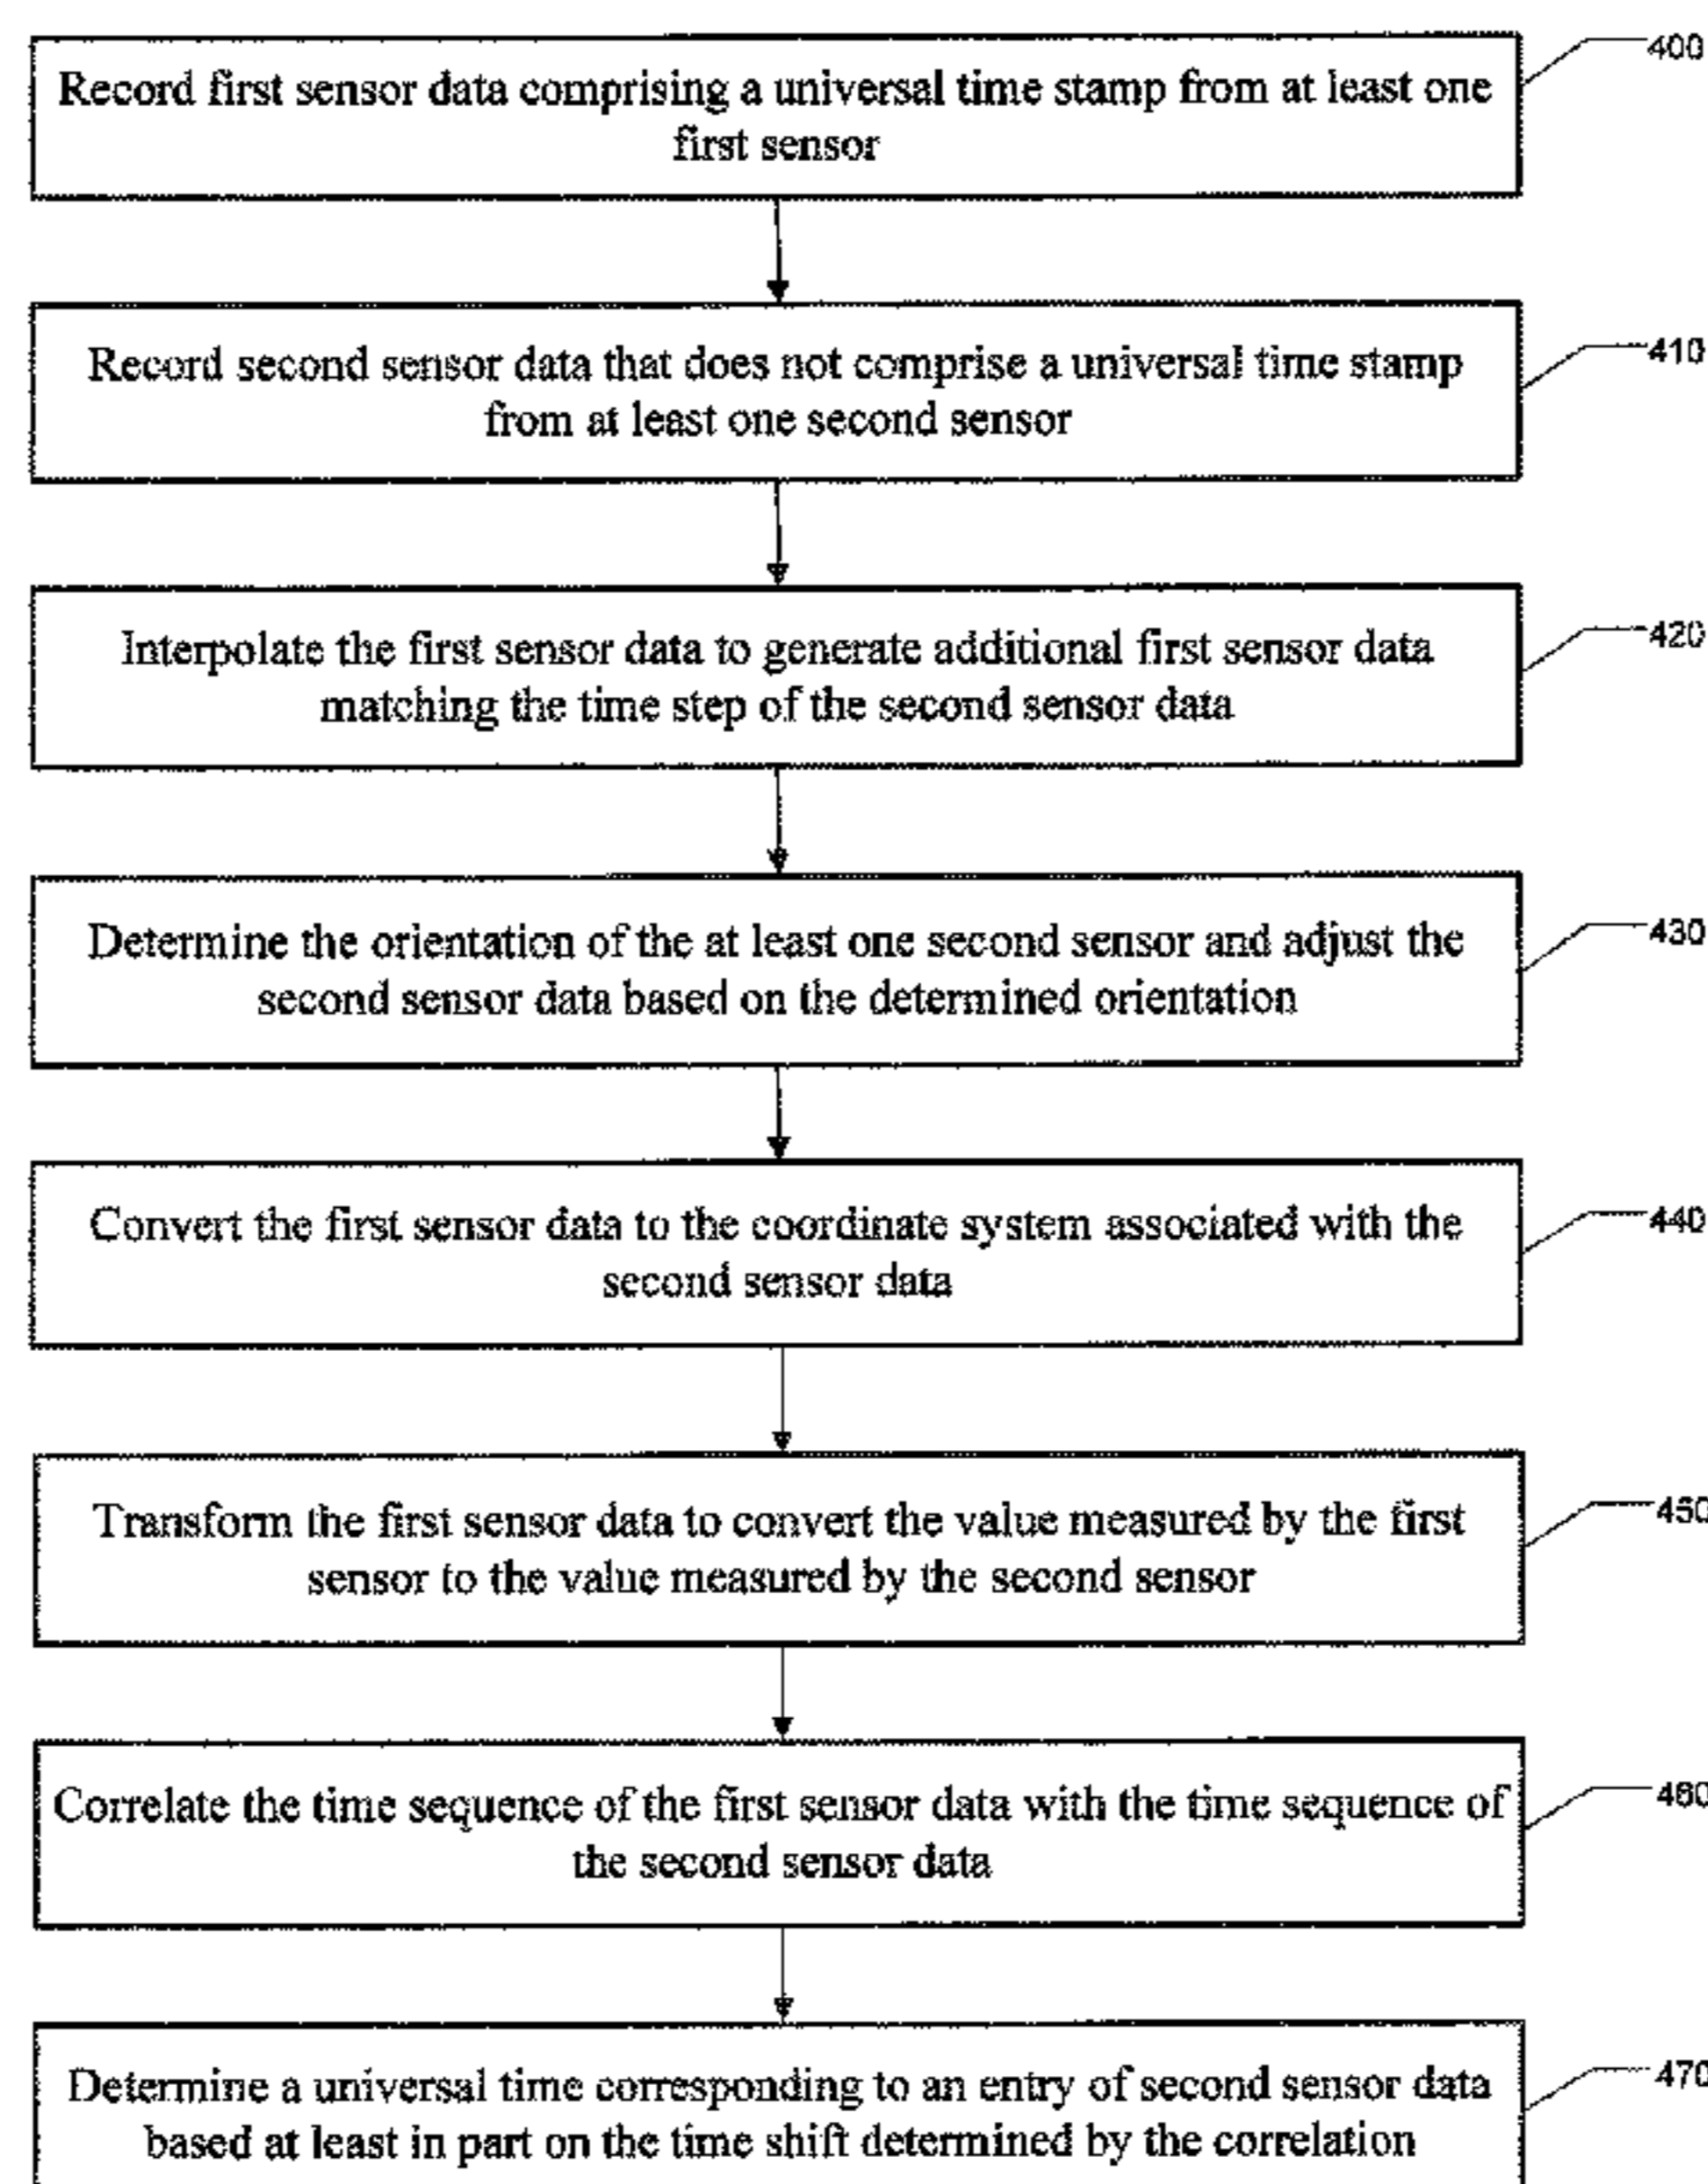 Record first sensor data comprising a universal time stamp from at least one
first sensor
400
Record second sensor data that does not comprise a universal time stamp
from at least one second sensor
410
Interpolate the first sensor data to generate additional first sensor data
matching the time step of the second sensor data
420
Determine the orientation of the at least one second sensor and adjust the
second sensor data based on the determined orientation
430
Convert the first sensor data to the coordinate system associated with the
second sensor data
440
Transform the first sensor data to convert the value measured by the first
sensor to the value measured by the second sensor
450
Correlate the time sequence of the first sensor data with the time sequence of
the second sensor data
460
Determine a universal time corresponding to an entry of second sensor data
based at least in part on the time shift determined by the correlation
470